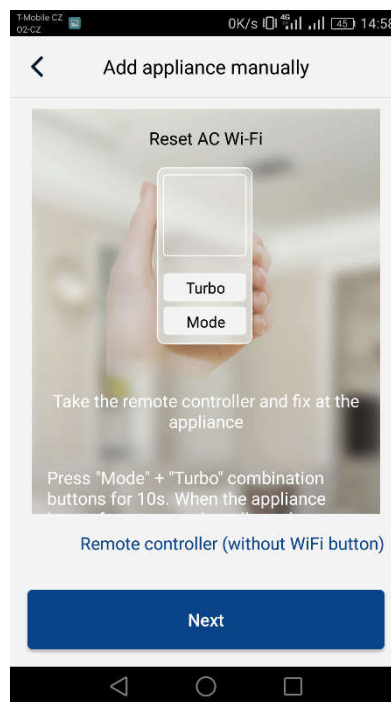 T-Mobile CZ
O2-CZ
0K/s 4G 45 14:58
Add appliance manually
Reset AC Wi-Fi
Turbo
Mode
Take the remote controller and fix at the
appliance
Press "Mode" + "Turbo" combination
buttons for 10s. When the appliance
Remote controller (without WiFi button)
Next